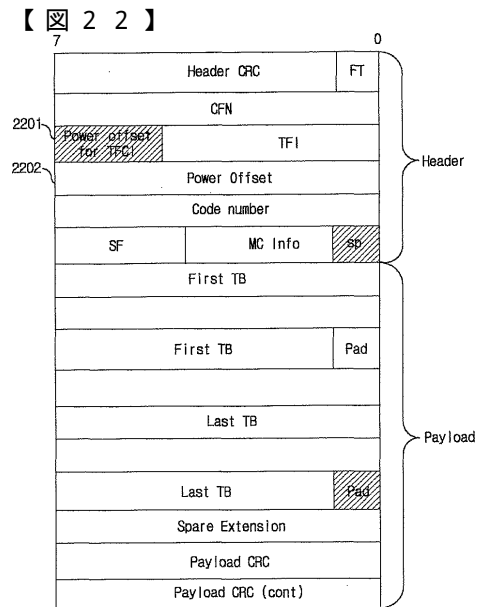 【図２２】
7 0
Header CRC FT
CFN
2201 Power offset for TFCI TFI
2202 Power Offset
Code number
SF MC Info sp
Header
First TB
First TB Pad
Last TB
Payload
Last TB Pad
Spare Extension
Payload CRC
Payload CRC (cont)